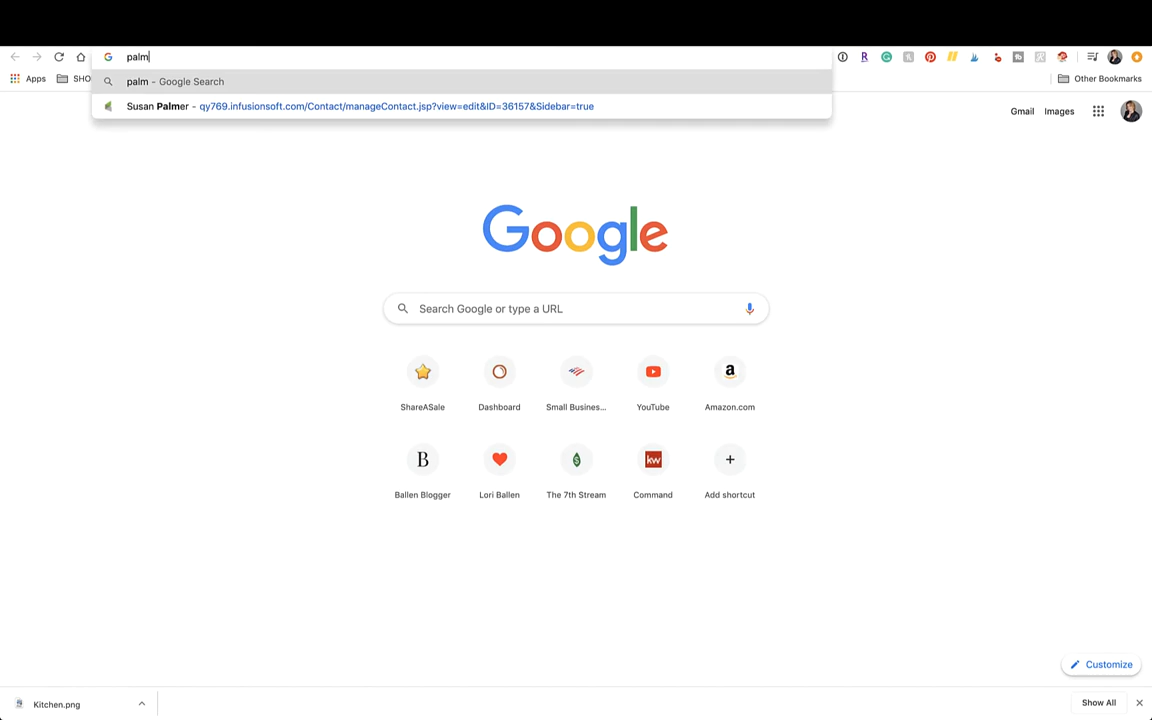 palm
Apps
SHO
Other Bookmarks
palm - Google Search
Susan Palmer - qy769.infusionsoft.com/Contact/manageContact.jsp?view=edit&ID=36157&Sidebar=true
Gmail Images
Google
Search Google or type a URL
ShareASale Dashboard Small Busines... YouTube Amazon.com
Ballen Blogger Lori Ballen The 7th Stream Command Add shortcut
Customize
Kitchen.png
Show All